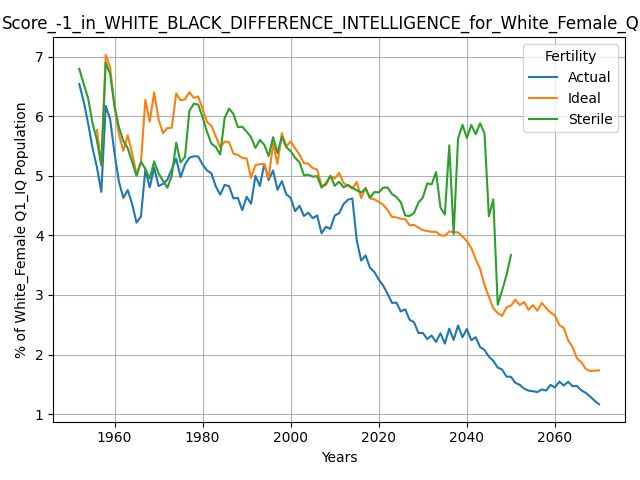 Score_-1_in_WHITE_BLACK_DIFFERENCE_INTELLIGENCE_for_White_Female_Q
Fertility
Actual
Ideal
Sterile
% of White_Female Q1_IQ Population
7
6
5
4
3
2
1
1960 1980 2000 2020 2040 2060
Years